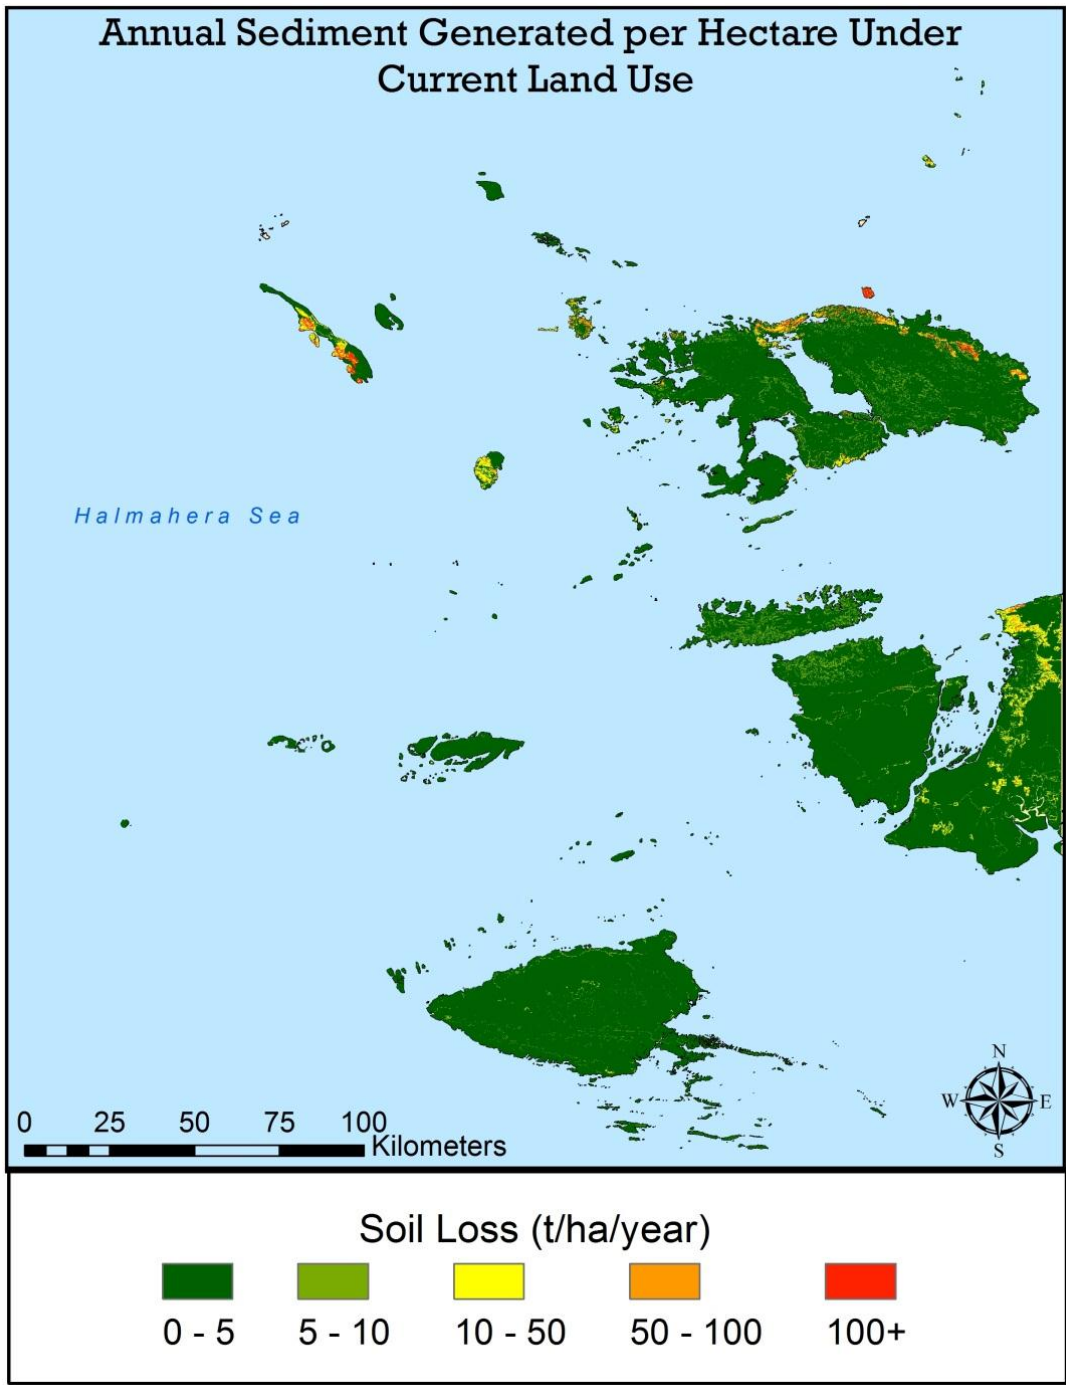 Annual Sediment Generated per Hectare Under
Current Land Use
Halmahera Sea
N
W E
S
0 25 50 75 100
Kilometers
Soil Loss (t/ha/year)
0 - 5 5 - 10 10 - 50 50 - 100 100+